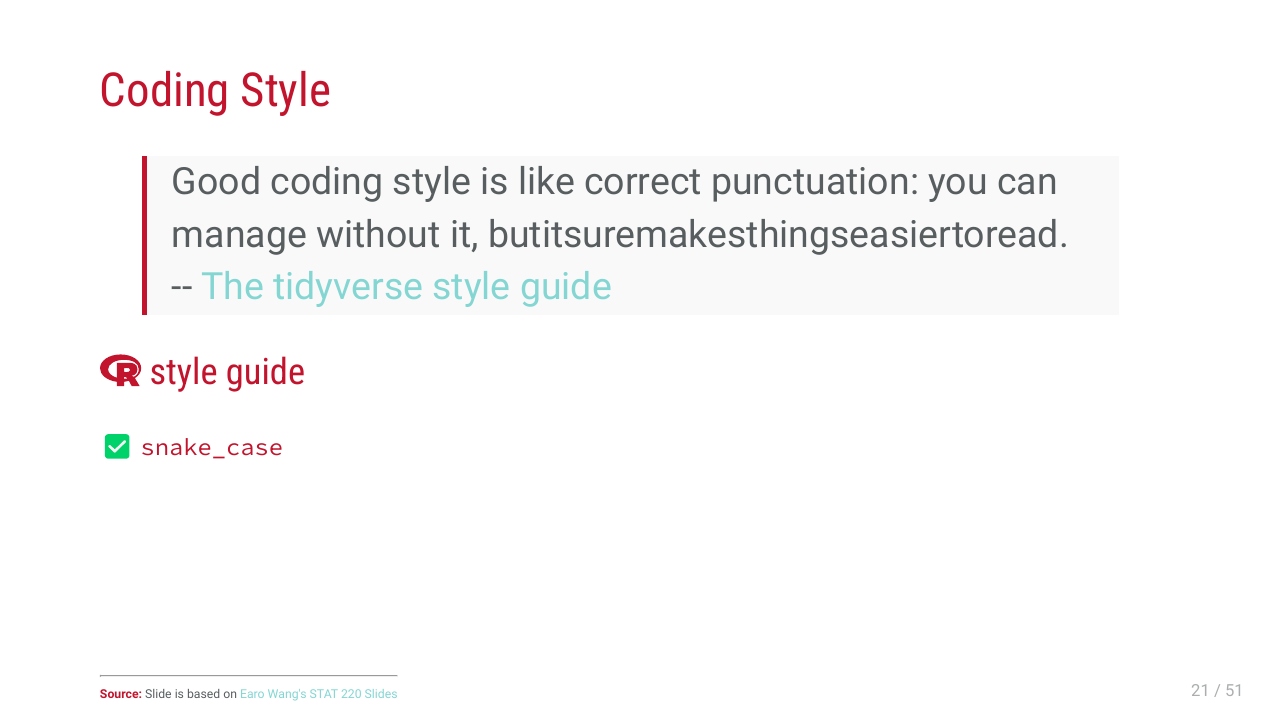 Coding Style
Good coding style is like correct punctuation: you can
manage without it, butitsuremakesthingseasiertoread.
-- The tidyverse style guide
R style guide
snake_case
Source: Slide is based on Earo Wang's STAT 220 Slides
21 / 51